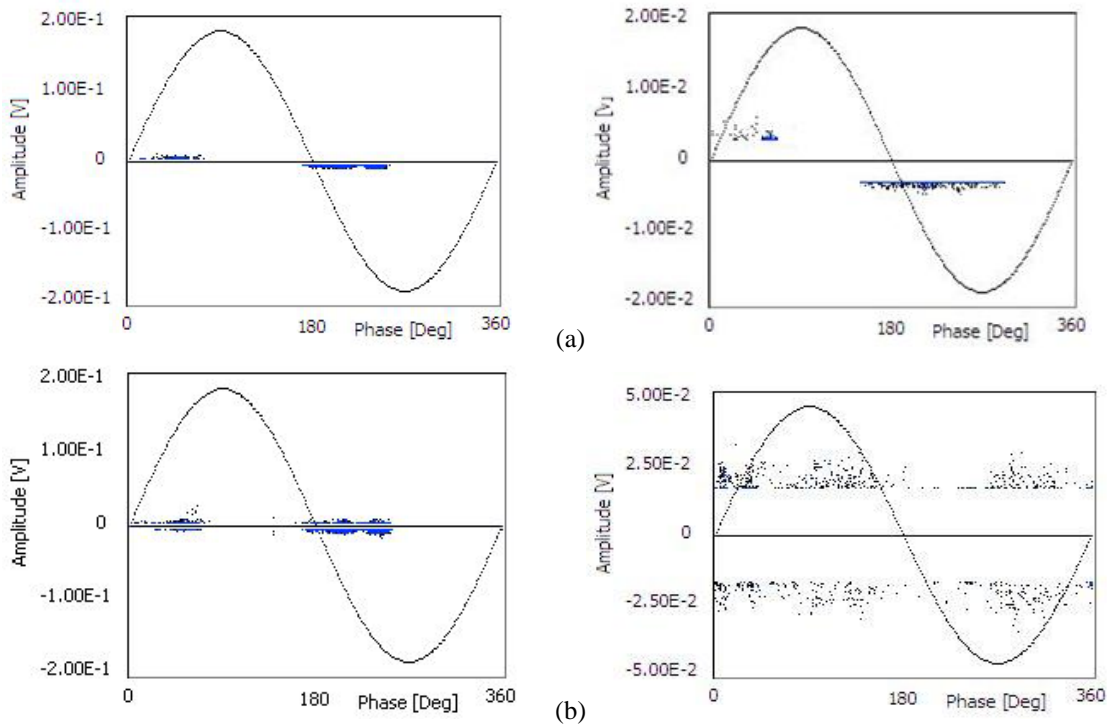 2.00E-1
1.00E-1
0
-1.00E-1
-2.00E-1
Amplitude [V]
0
180
Phase [Deg]
360
2.00E-2
1.00E-2
0
-1.00E-2
-2.00E-2
Amplitude [V]
0
180
Phase [Deg]
360
(a)
2.00E-1
1.00E-1
0
-1.00E-1
-2.00E-1
Amplitude [V]
0
180
Phase [Deg]
360
5.00E-2
2.50E-2
0
-2.50E-2
-5.00E-2
Amplitude [V]
0
180
Phase [Deg]
360
(b)